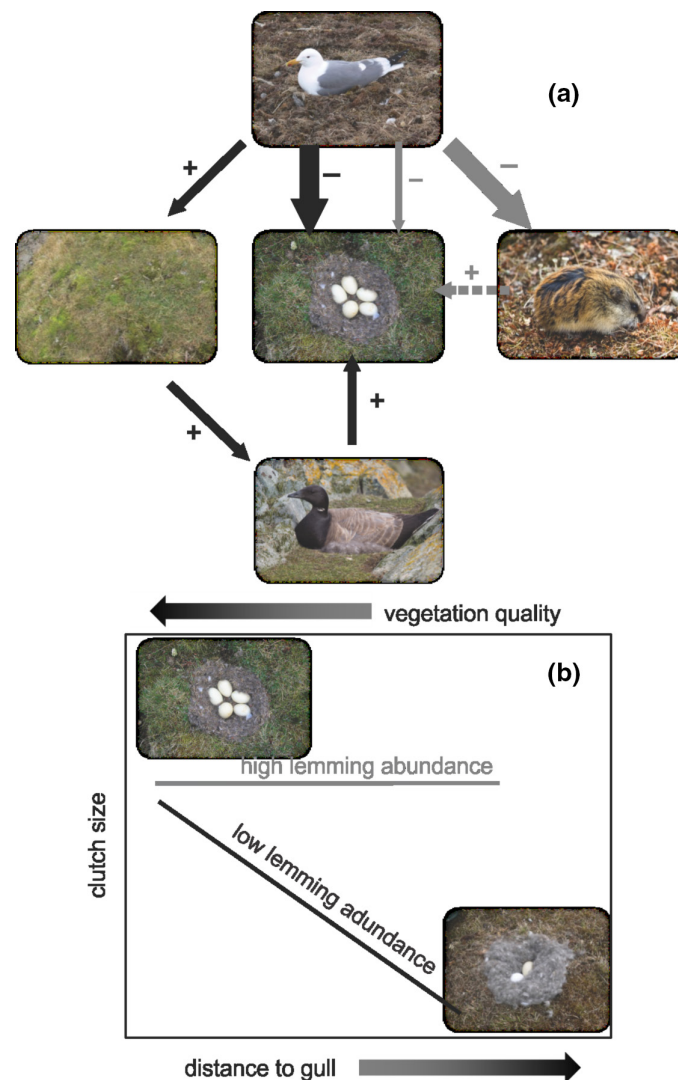 (a)
+
−
−
−
+
+
+
vegetation quality
(b)
high lemming abundance
low lemming adundance
clutch size
distance to gull